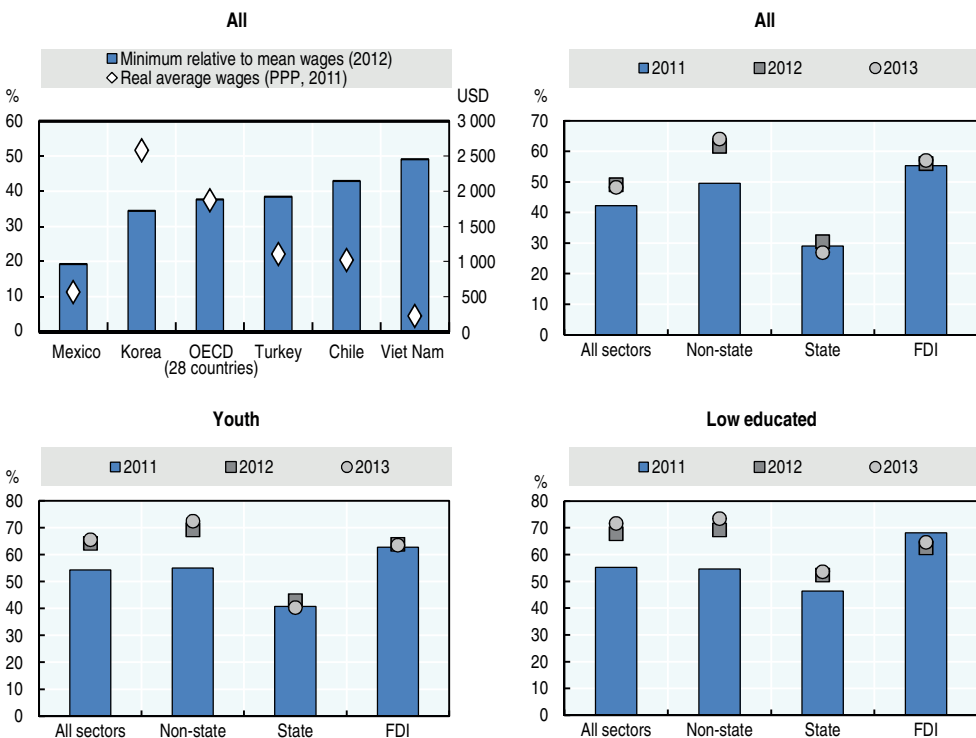 All
Minimum relative to mean wages (2012)
Real average wages (PPP, 2011)
% USD
60 3 000
50 2 500
40 2 000
30 1 500
20 1 000
10 500
0 0
Mexico Korea OECD Turkey Chile Viet Nam
(28 countries)
All
2011 2012 2013
%
70
60
50
40
30
20
10
0
All sectors Non-state State FDI
Youth
2011 2012 2013
%
80
70
60
50
40
30
20
10
0
All sectors Non-state State FDI
Low educated
2011 2012 2013
%
80
70
60
50
40
30
20
10
0
All sectors Non-state State FDI